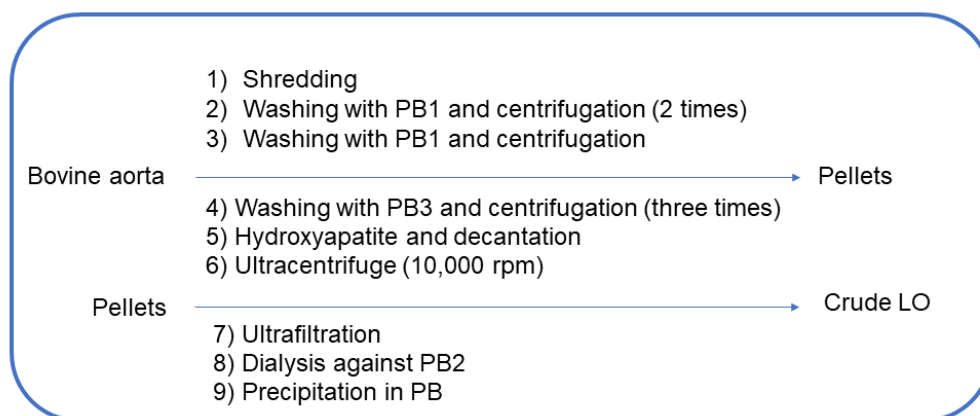 1) Shredding
2) Washing with PB1 and centrifugation (2 times)
3) Washing with PB1 and centrifugation
Bovine aorta
Pellets
4) Washing with PB3 and centrifugation (three times)
5) Hydroxyapatite and decantation
6) Ultracentrifuge (10,000 rpm)
Pellets
Crude LO
7) Ultrafiltration
8) Dialysis against PB2
9) Precipitation in PB